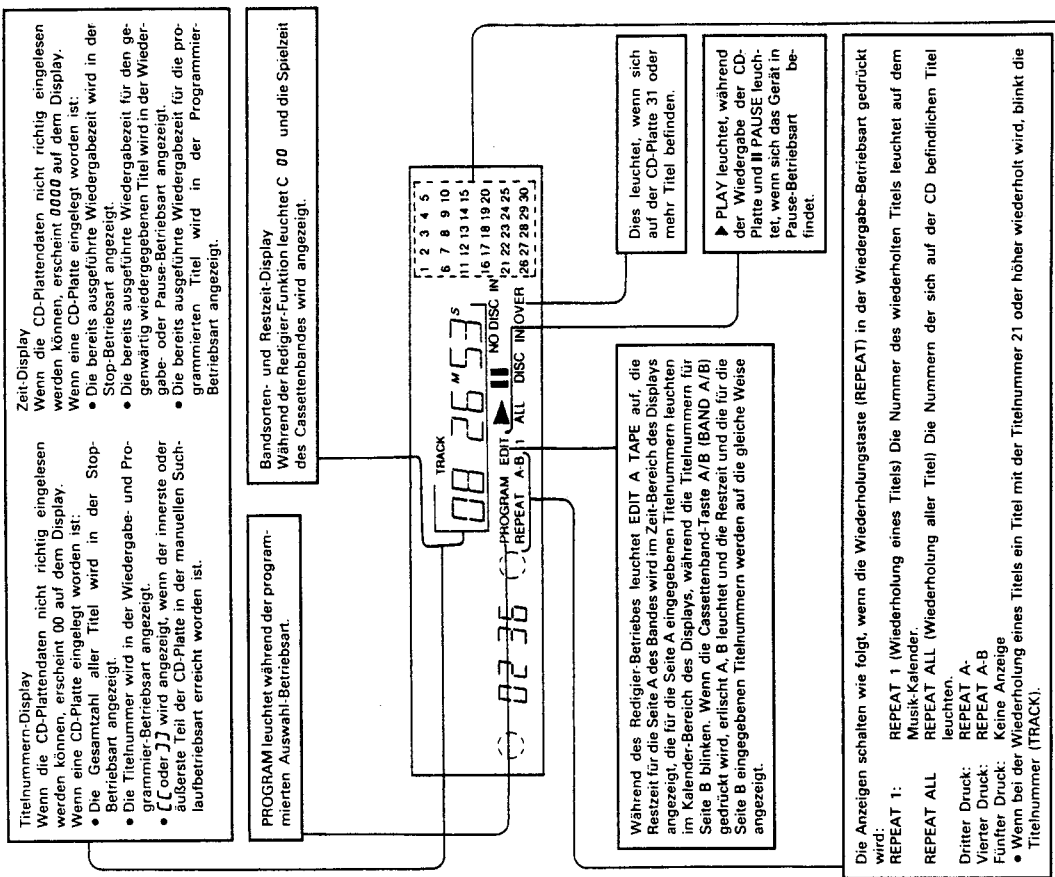 Titelnummern-Display
Wenn die CD-Plattendaten nicht richtig eingelesen
werden können, erscheint 00 auf dem Display.
Wenn eine CD-Platte eingelegt worden ist:
• Die Gesamtzahl aller Titel wird in der Stop-
Betriebsart angezeigt.
• Die Titelnummer wird in der Wiedergabe- und Pro-
grammier-Betriebsart angezeigt.
• [[ oder ]] wird angezeigt, wenn der innerste oder
äußerste Teil der CD-Platte in der manuellen Such-
laufbetriebsart erreicht worden ist.
Zeit-Display
Wenn die CD-Plattendaten nicht richtig eingelesen
werden können, erscheint 0000 auf dem Display.
Wenn eine CD-Platte eingelegt worden ist:
• Die bereits ausgeführte Wiedergabezeit wird in der
Stop-Betriebsart angezeigt.
• Die bereits ausgeführte Wiedergabezeit für den ge-
genwärtig wiedergegebenen Titel wird in der Wieder-
gabe- oder Pause-Betriebsart angezeigt.
• Die bereits ausgeführte Wiedergabezeit für die pro-
grammierten Titel wird in der Programmier-
Betriebsart angezeigt.
PROGRAM leuchtet während der program-
mierten Auswahl-Betriebsart.
Bandsorten- und Restzeit-Display
Während der Redigier-Funktion leuchtet C 00 und die Spielzeit
des Cassettenbandes wird angezeigt.
02 36
TRACK
08 26 M 53 S
PROGRAM EDIT ▶ II NO DISC IN
REPEAT A-B 1 ALL DISC IN OVER
1 2 3 4 5
6 7 8 9 10
11 12 13 14 15
16 17 18 19 20
21 22 23 24 25
26 27 28 29 30
Während des Redigier-Betriebes leuchtet EDIT A TAPE auf, die
Restzeit für die Seite A des Bandes wird im Zeit-Bereich des Displays
angezeigt, die für die Seite A eingegebenen Titelnummern leuchten
im Kalender-Bereich des Displays, während die Titelnummern für
Seite B blinken. Wenn die Cassettenband-Taste A/B (BAND A/B)
gedrückt wird, erlischt A, B leuchtet und die Restzeit und die für die
Seite B eingegebenen Titelnummern werden auf die gleiche Weise
angezeigt.
Dies leuchtet, wenn sich
auf der CD-Platte 31 oder
mehr Titel befinden.
▶ PLAY leuchtet, während
der Wiedergabe der CD-
Platte und II PAUSE leuch-
tet, wenn sich das Gerät in
Pause-Betriebsart be-
findet.
Die Anzeigen schalten wie folgt, wenn die Wiederholungstaste (REPEAT) in der Wiedergabe-Betriebsart gedrückt
wird:
REPEAT 1: REPEAT 1 (Wiederholung eines Titels) Die Nummer des wiederholten Titels leuchtet auf dem
Musik-Kalender.
REPEAT ALL REPEAT ALL (Wiederholung aller Titel) Die Nummern der sich auf der CD befindlichen Titel
leuchten.
Dritter Druck: REPEAT A-
Vierter Druck: REPEAT A-B
Fünfter Druck: Keine Anzeige
• Wenn bei der Wiederholung eines Titels ein Titel mit der Titelnummer 21 oder höher wiederholt wird, blinkt die
Titelnummer (TRACK).